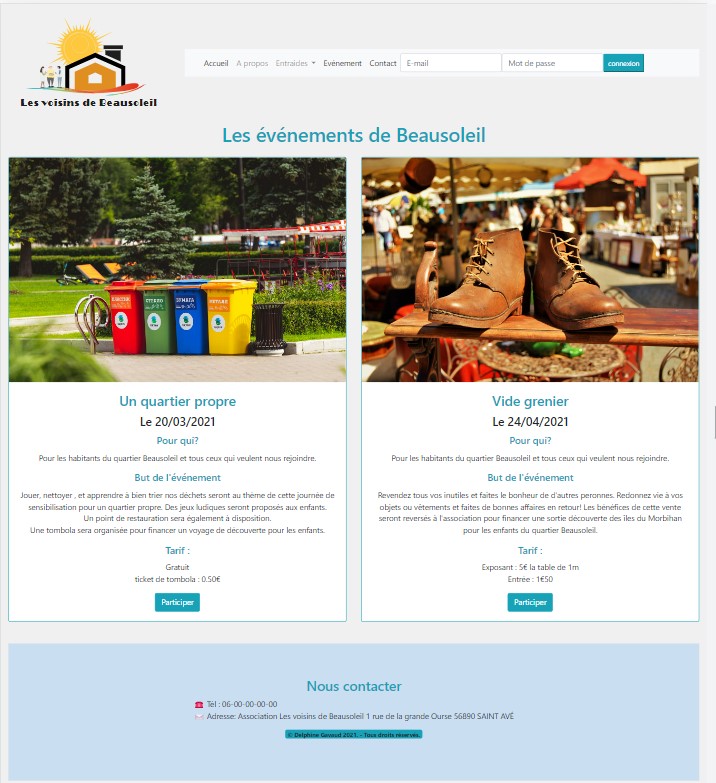 Les voisins de Beausoleil
Accueil A propos Entraides Evénement Contact E-mail Mot de passe connexion
Les événements de Beausoleil
Un quartier propre
Le 20/03/2021
Pour qui?
Pour les habitants du quartier Beausoleil et tous ceux qui veulent nous rejoindre.
But de l'événement
Jouer, nettoyer , et apprendre à bien trier nos déchets seront au thème de cette journée de
sensibilisation pour un quartier propre. Des jeux ludiques seront proposés aux enfants.
Un point de restauration sera également à disposition.
Une tombola sera organisée pour financer un voyage de découverte pour les enfants.
Tarif :
Gratuit
ticket de tombola : 0.50€
Participer
Vide grenier
Le 24/04/2021
Pour qui?
Pour les habitants du quartier Beausoleil et tous ceux qui veulent nous rejoindre.
But de l'événement
Revendez tous vos inutiles et faites le bonheur de d'autres peronnes. Redonnez vie à vos
objets ou vêtements et faites de bonnes affaires en retour! Les bénéfices de cette vente
seront reversés à l'association pour financer une sortie découverte des îles du Morbihan
pour les enfants du quartier Beausoleil.
Tarif :
Exposant : 5€ la table de 1m
Entrée : 1€50
Participer
Nous contacter
Tél : 06-00-00-00-00
Adresse: Association Les voisins de Beausoleil 1 rue de la grande Ourse 56890 SAINT AVÉ
© Delphine Gavaud 2021. - Tous droits réservés.